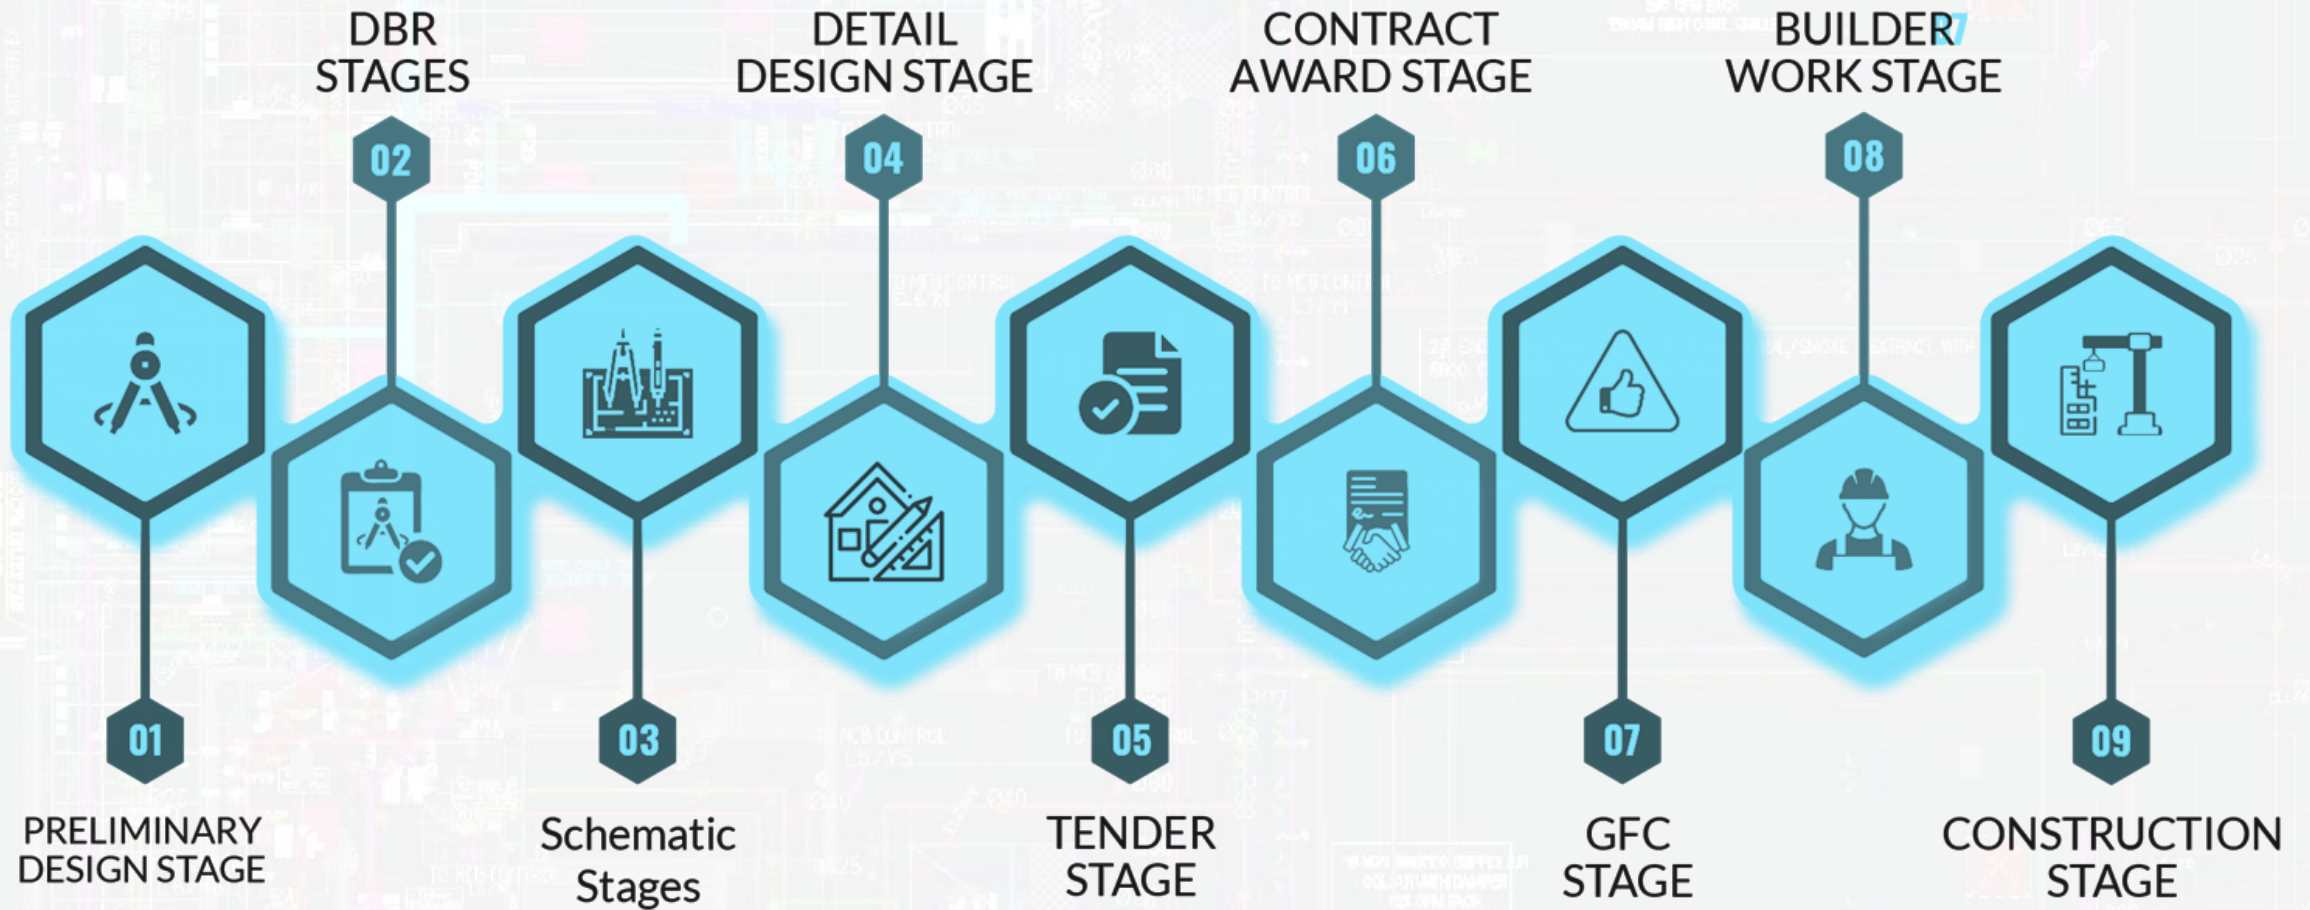 DBR
STAGES
DETAIL
DESIGN STAGE
CONTRACT
AWARD STAGE
BUILDER
07
WORK STAGE
02
04
06
08
01
03
05
07
09
PRELIMINARY
DESIGN STAGE
Schematic
Stages
TENDER
STAGE
GFC
STAGE
CONSTRUCTION
STAGE